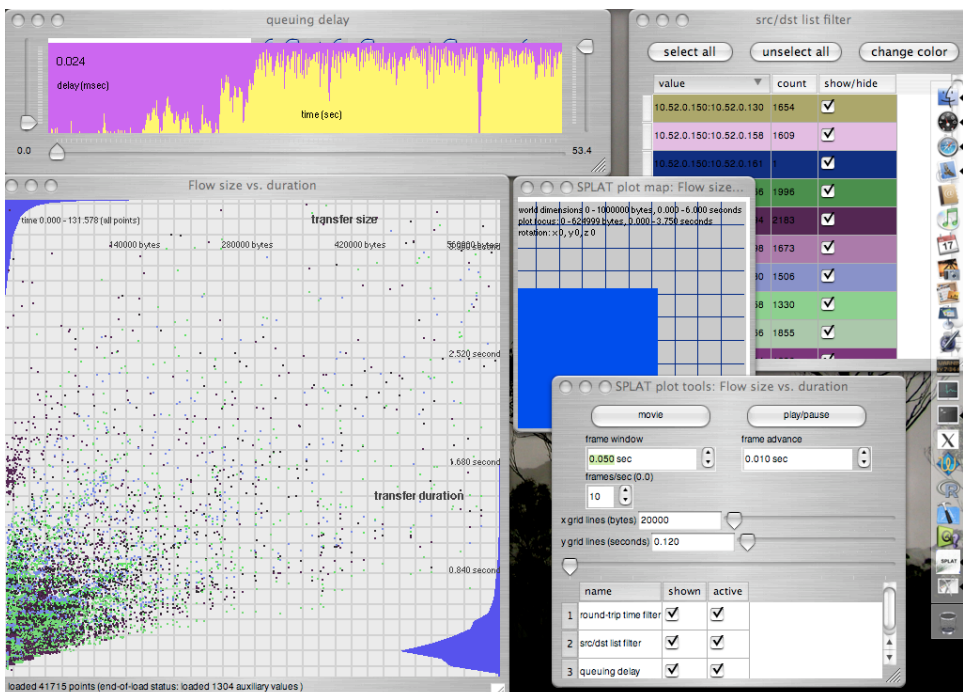 queuing delay
0.024
delay(msec)
time (sec)
0.0
53.4
src/dst list filter
select all
unselect all
change color
value count show/hide
10.52.0.150:10.52.0.130 1654
10.52.0.150:10.52.0.158 1609
10.52.0.150:10.52.0.161 1
1996
2183
1673
1506
1330
1855
Flow size vs. duration
time 0.000 - 131.578 (all points)
transfer size
280000 bytes
420000 bytes
2.520 second
1.680 second
transfer duration
0.840 second
loaded 41715 points (end-of-load status: loaded 1304 auxiliary values )
SPLAT plot map: Flow size...
world dimensions 0 - 1000000 bytes, 0.000 - 6.000 seconds
plot focus: 0 - 624999 bytes, 0.000 - 3.750 seconds
rotation: x 0, y 0, z 0
SPLAT plot tools: Flow size vs. duration
movie
play/pause
frame window
frame advance
0.050 sec
0.010 sec
frames/sec (0.0)
10
x grid lines (bytes) 20000
y grid lines (seconds) 0.120
name shown active
1 round-trip time filter
2 src/dst list filter
3 queuing delay
17
X
R
SPLAT